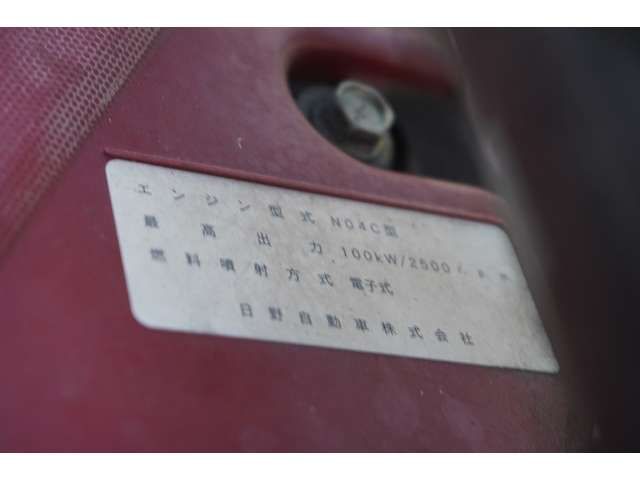 エンジン型式 N04C型
最高出力 100kW/2500r.p.m
燃料噴射方式 電子式
日野自動車株式会社